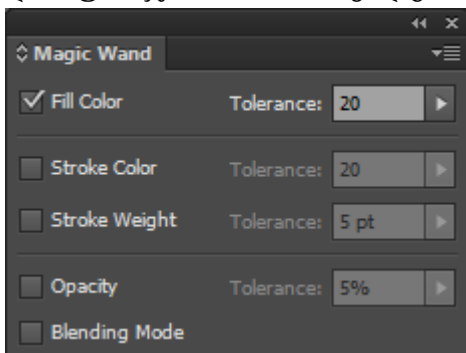 Magic Wand
Fill Color Tolerance: 20
Stroke Color Tolerance: 20
Stroke Weight Tolerance: 5 pt
Opacity Tolerance: 5%
Blending Mode